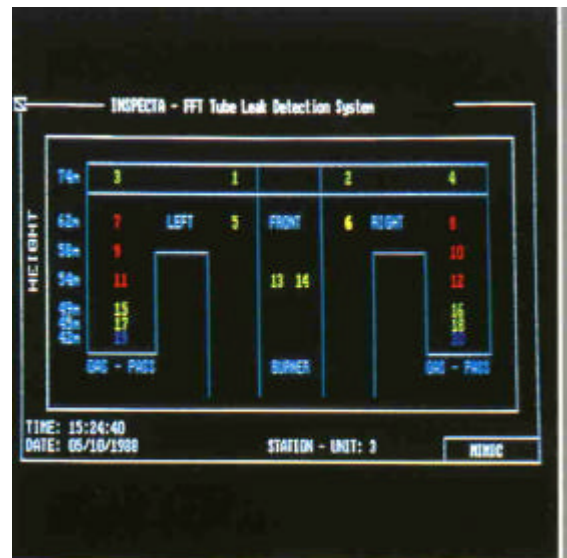 INSPECTA - FFT Tube Leak Detection System
74m 3 1 2 4
HEIGHT
62m 7 LEFT 5 FRONT 6 RIGHT 8
58m 9 10
54m 11 13 14 12
15 16
17 18
GAS - PASS BURNER GAS - PASS
TIME: 15:24:40
DATE: 05/10/1988 STATION - UNIT: 3 MIMIC